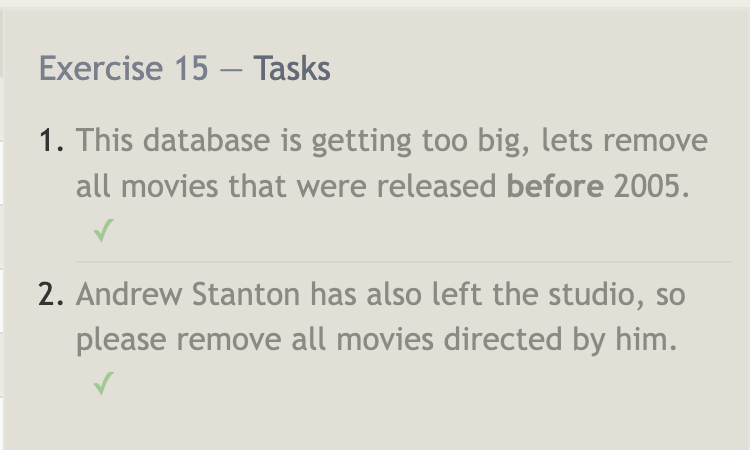 Exercise 15 — Tasks
1. This database is getting too big, lets remove
all movies that were released before 2005.
✓
2. Andrew Stanton has also left the studio, so
please remove all movies directed by him.
✓